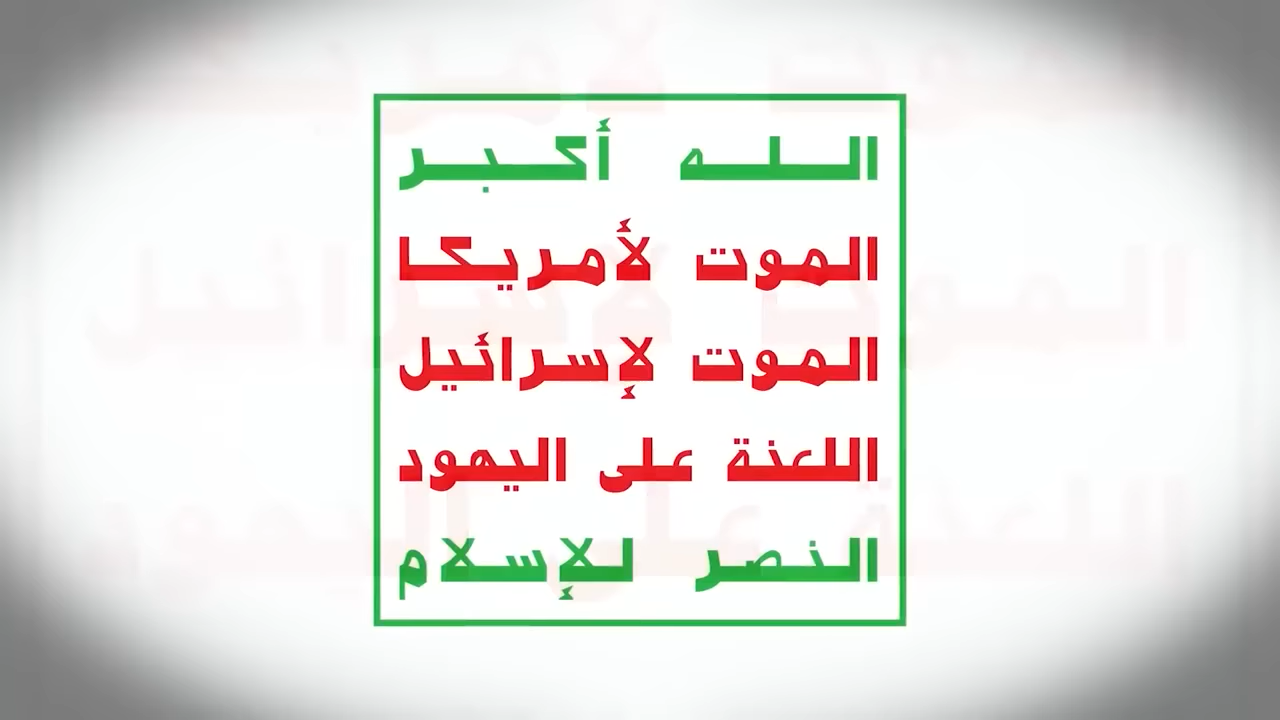 الله أكبر
الموت لأمريكا
الموت لإسرائيل
اللعنة على اليهود
النصر للإسلام